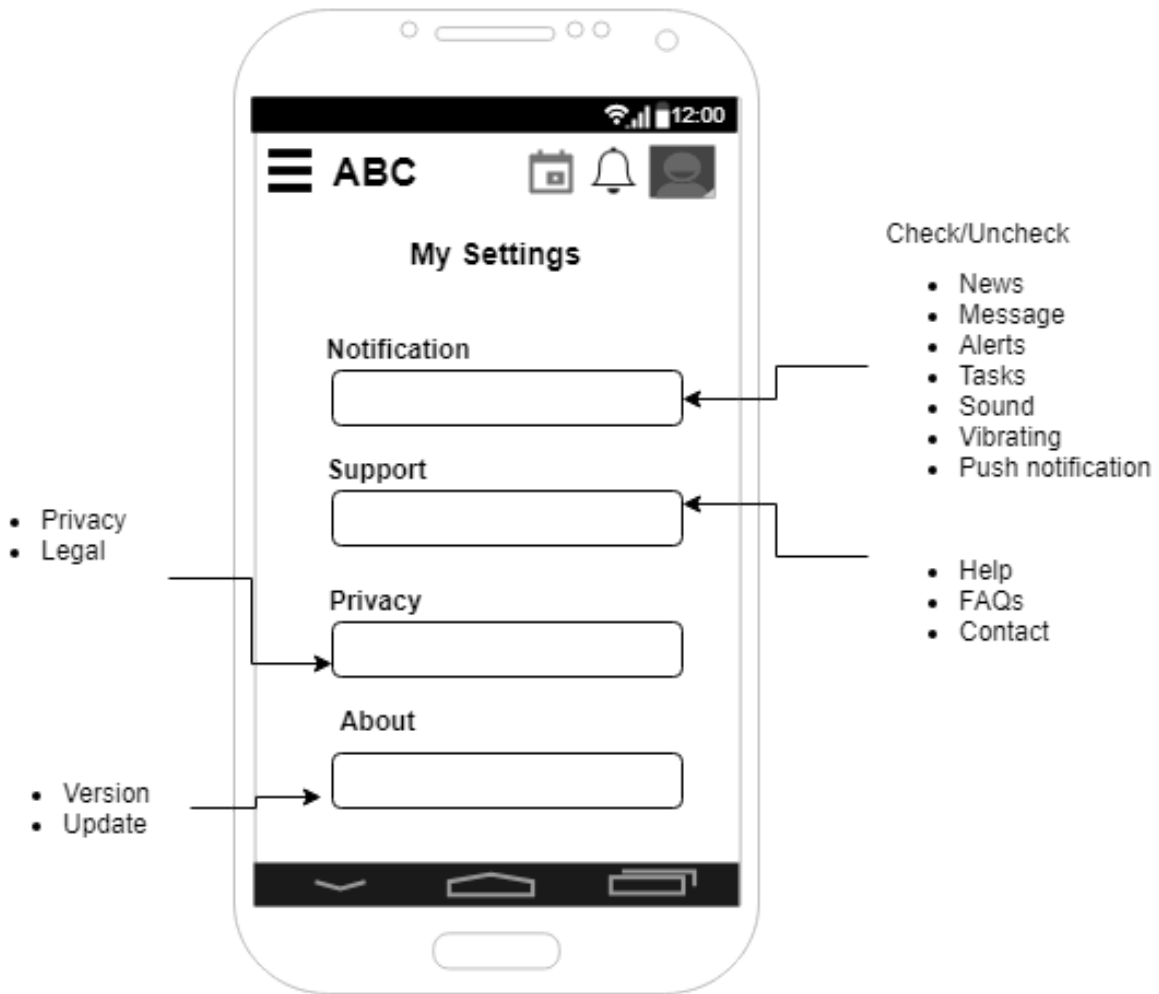 12:00
ABC
My Settings
Notification
Support
Privacy
About
Check/Uncheck
• News
• Message
• Alerts
• Tasks
• Sound
• Vibrating
• Push notification
• Help
• FAQs
• Contact
• Privacy
• Legal
• Version
• Update